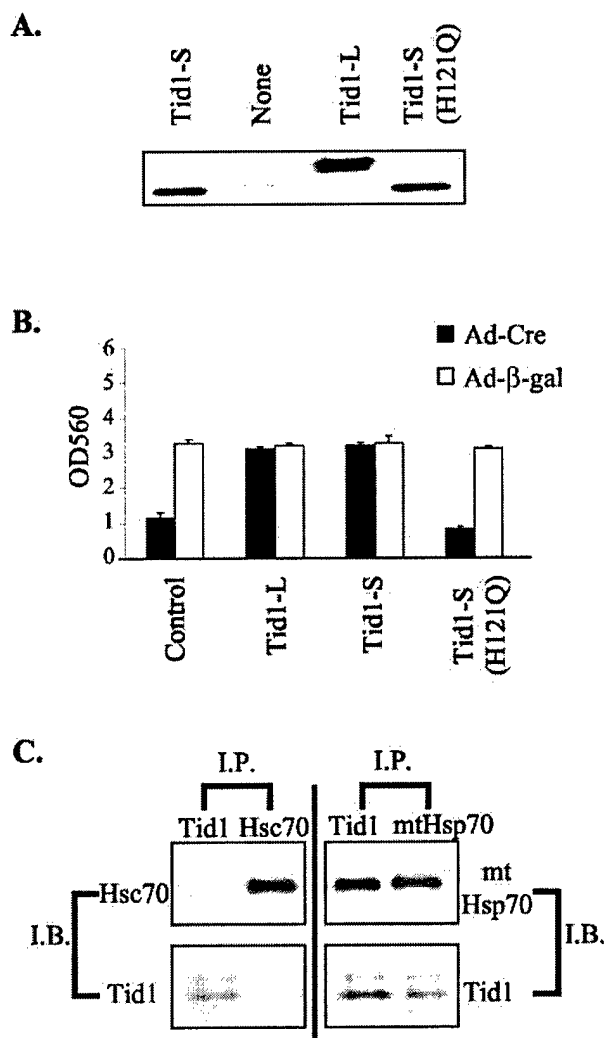 A.
Tid1-S
None
Tid1-L
Tid1-S
(H121Q)
B.
Ad-Cre
Ad-β-gal
OD560
6
5
4
3
2
1
0
Control
Tid1-L
Tid1-S
Tid1-S
(H121Q)
C.
I.P.
I.P.
Tid1 Hsc70
Tid1 mtHsp70
Hsc70
mt
Hsp70
I.B.
I.B.
Tid1
Tid1